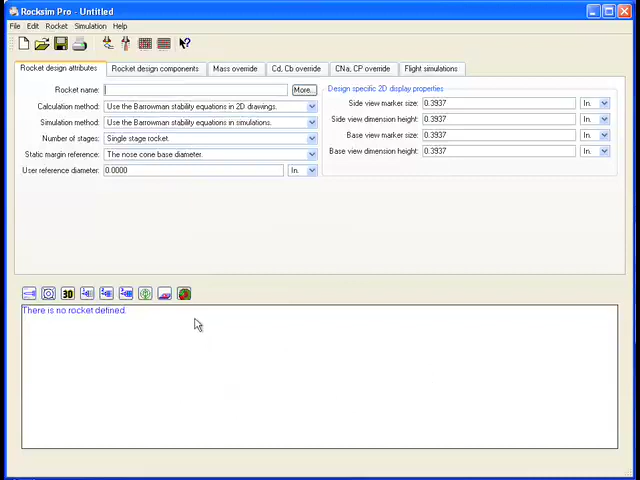 Rocksim Pro - Untitled
File Edit Rocket Simulation Help
Rocket design attributes Rocket design components Mass override Cd, Cb override CNa, CP override Flight simulations
Rocket name: More..
Calculation method: Use the Barrowman stability equations in 2D drawings.
Simulation method: Use the Barrowman stability equations in simulations.
Number of stages: Single stage rocket.
Static margin reference: The nose cone base diameter.
User reference diameter: 0.0000 In.
Design specific 2D display properties
Side view marker size: 0.3937 In.
Side view dimension height: 0.3937 In.
Base view marker size: 0.3937 In.
Base view dimension height: 0.3937 In.
3D
There is no rocket defined.